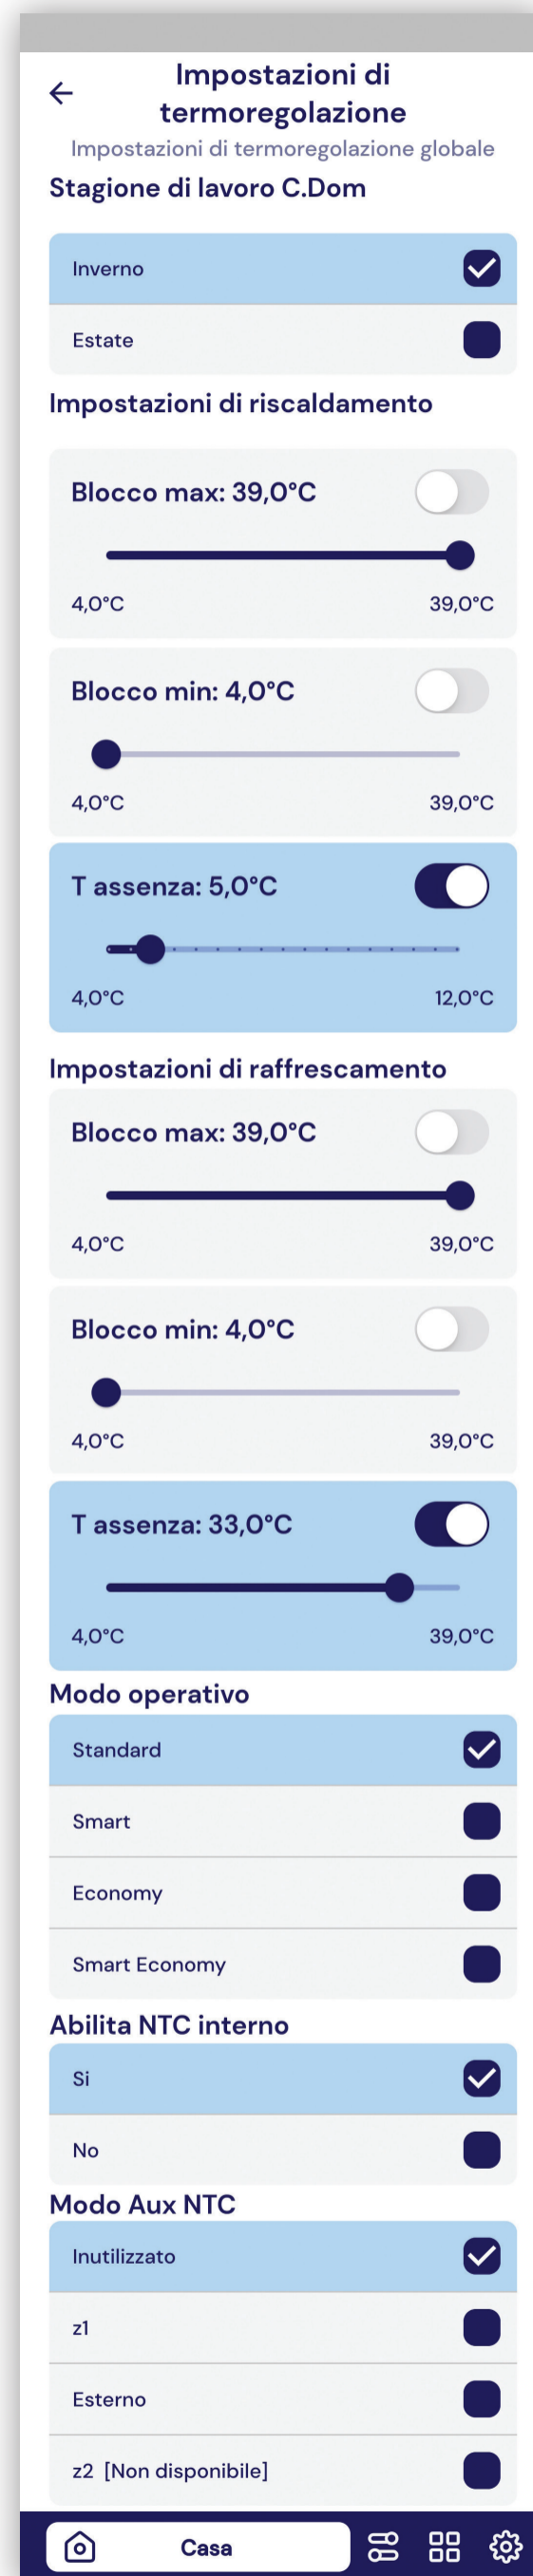 Impostazioni di
termoregolazione
Impostazioni di termoregolazione globale
Stagione di lavoro C.Dom
Inverno
Estate
Impostazioni di riscaldamento
Blocco max: 39,0°C
4,0°C 39,0°C
Blocco min: 4,0°C
4,0°C 39,0°C
T assenza: 5,0°C
4,0°C 12,0°C
Impostazioni di raffrescamento
Blocco max: 39,0°C
4,0°C 39,0°C
Blocco min: 4,0°C
4,0°C 39,0°C
T assenza: 33,0°C
4,0°C 39,0°C
Modo operativo
Standard
Smart
Economy
Smart Economy
Abilita NTC interno
Si
No
Modo Aux NTC
Inutilizzato
z1
Esterno
z2 [Non disponibile]
Casa